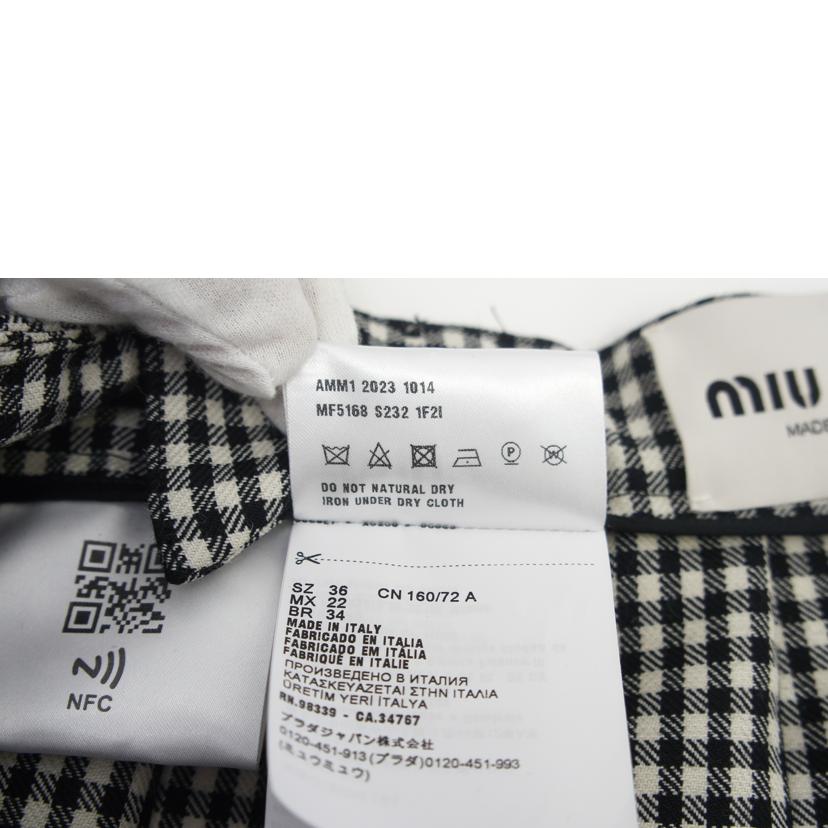 AMM1 2023 1014
MF5168 S232 1F2I
DO NOT NATURAL DRY
IRON UNDER DRY CLOTH
MIU
MADE
NFC
SZ 36 CN 160/72 A
MX 22
BR 34
MADE IN ITALY
FABRICADO EN ITALIA
FABRICADO EM ITÁLIA
FABRIQUÉ EN ITALIE
ПРОИЗВЕДЕНО В ИТАЛИЯ
ΚΑΤΑΣΚΕΥΑΖΕΤΑΙ ΣΤΗΝ ΙΤΑΛΙΑ
ÜRETİM YERİ İTALYA
RN.98339 - CA.34767
プラダジャパン株式会社
0120-451-913(プラダ)0120-451-993
(ミュウミュウ)